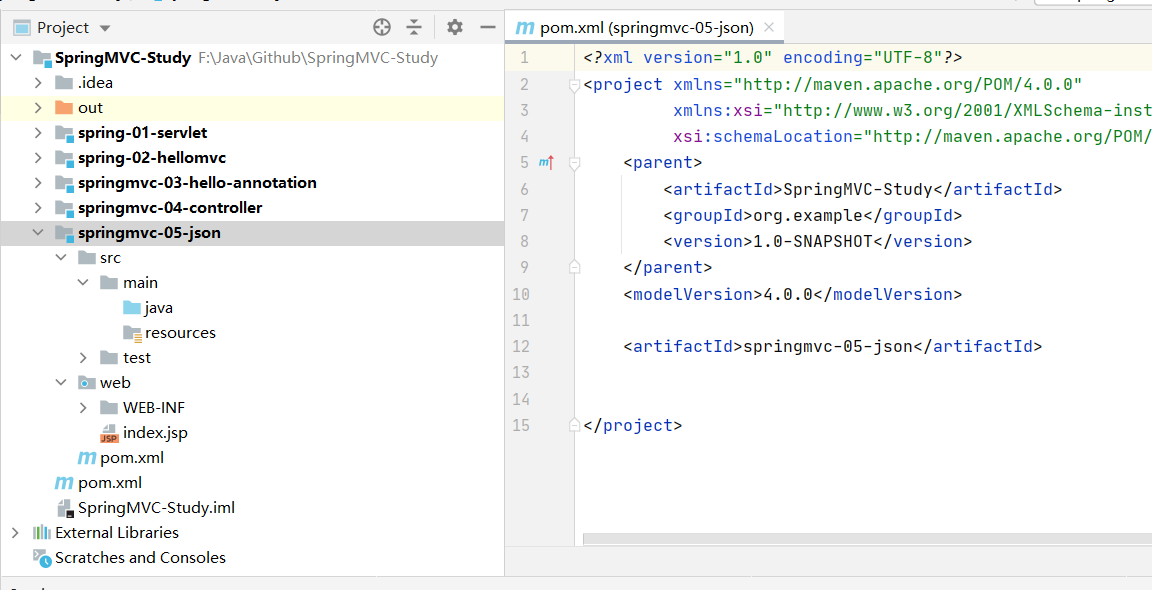 Project
SpringMVC-Study F:\Java\Github\SpringMVC-Study
.idea
out
spring-01-servlet
spring-02-hellomvc
springmvc-03-hello-annotation
springmvc-04-controller
springmvc-05-json
src
main
java
resources
test
web
WEB-INF
JSP index.jsp
m pom.xml
m pom.xml
SpringMVC-Study.iml
External Libraries
Scratches and Consoles
m pom.xml (springmvc-05-json)
1 <?xml version="1.0" encoding="UTF-8"?>
2 <project xmlns="http://maven.apache.org/POM/4.0.0"
3 xmlns:xsi="http://www.w3.org/2001/XMLSchema-inst
4 xsi:schemaLocation="http://maven.apache.org/POM/
5 m <parent>
6 <artifactId>SpringMVC-Study</artifactId>
7 <groupId>org.example</groupId>
8 <version>1.0-SNAPSHOT</version>
9 </parent>
10 <modelVersion>4.0.0</modelVersion>
11
12 <artifactId>springmvc-05-json</artifactId>
13
14
15 </project>